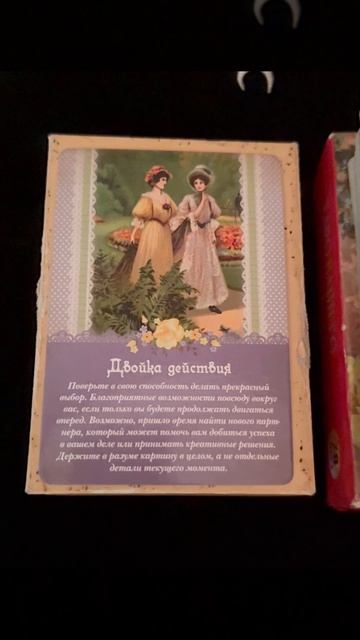 Двойка действия
Поверьте в свою способность делать прекрасный
выбор. Благоприятные возможности повсюду вокруг
вас, если только вы будете продолжать двигаться
вперед. Возможно, пришло время найти нового парт-
нера, который может помочь вам добиться успеха
в вашем деле или принимать креативные решения.
Держите в разуме картину в целом, а не отдельные
детали текущего момента.